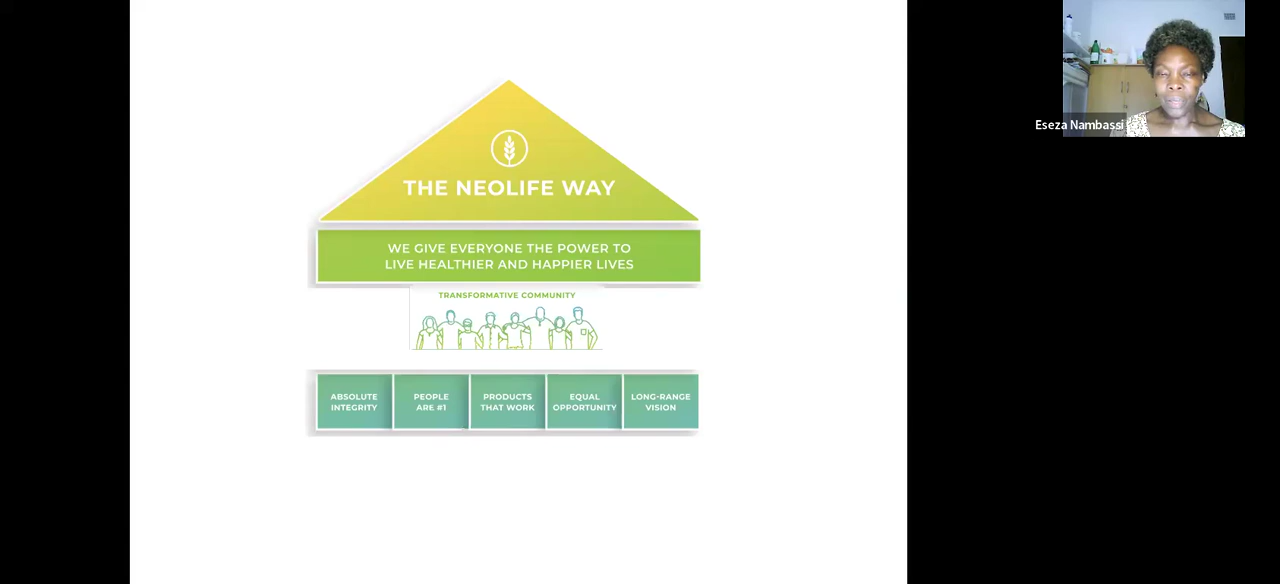 THE NEOLIFE WAY
WE GIVE EVERYONE THE POWER TO
LIVE HEALTHIER AND HAPPIER LIVES
TRANSFORMATIVE COMMUNITY
ABSOLUTE
INTEGRITY
PEOPLE
ARE #1
PRODUCTS
THAT WORK
EQUAL
OPPORTUNITY
LONG-RANGE
VISION
Eseza Nambassi